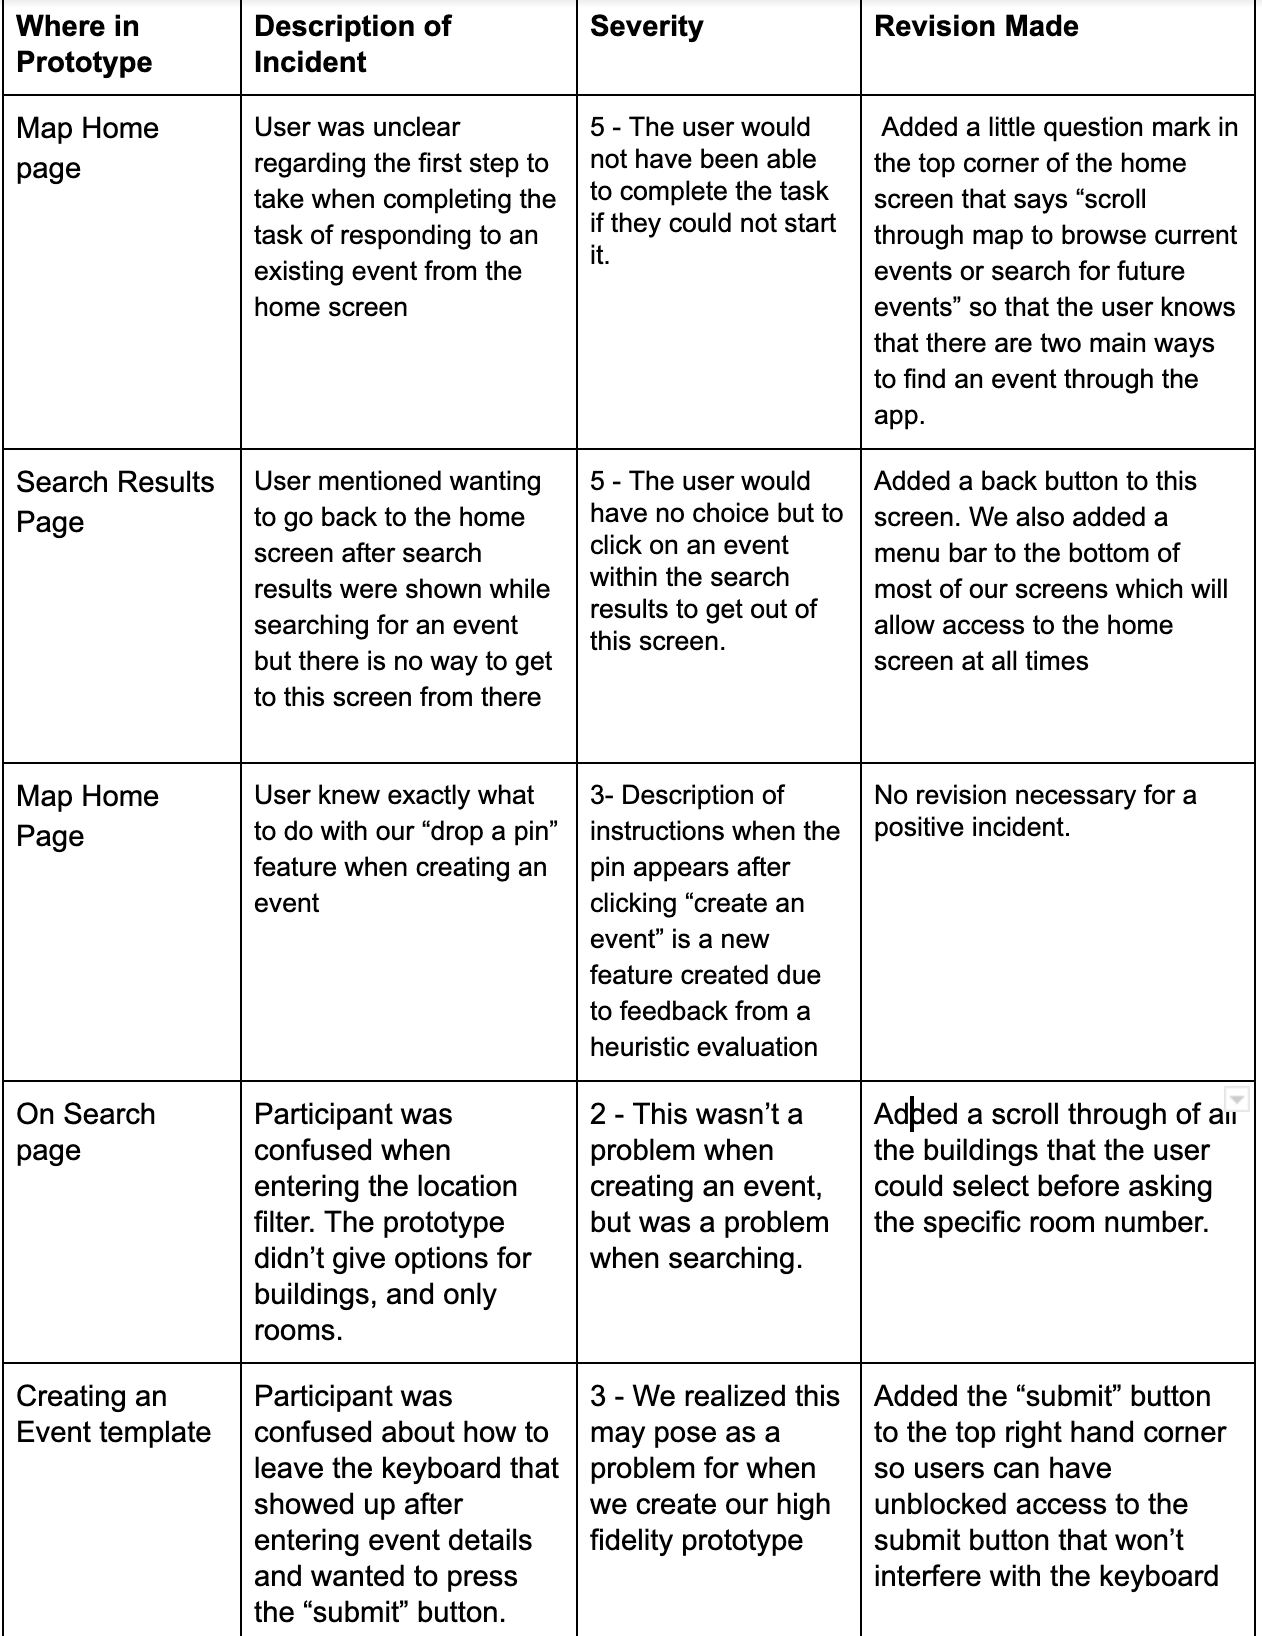 Where in
Prototype
Description of
Incident
Severity
Revision Made
Map Home
page
User was unclear
regarding the first step to
take when completing the
task of responding to an
existing event from the
home screen
5 - The user would
not have been able
to complete the task
if they could not start
it.
Added a little question mark in
the top corner of the home
screen that says “scroll
through map to browse current
events or search for future
events” so that the user knows
that there are two main ways
to find an event through the
app.
Search Results
Page
User mentioned wanting
to go back to the home
screen after search
results were shown while
searching for an event
but there is no way to get
to this screen from there
5 - The user would
have no choice but to
click on an event
within the search
results to get out of
this screen.
Added a back button to this
screen. We also added a
menu bar to the bottom of
most of our screens which will
allow access to the home
screen at all times
Map Home
Page
User knew exactly what
to do with our “drop a pin”
feature when creating an
event
3- Description of
instructions when the
pin appears after
clicking “create an
event” is a new
feature created due
to feedback from a
heuristic evaluation
No revision necessary for a
positive incident.
On Search
page
Participant was
confused when
entering the location
filter. The prototype
didn’t give options for
buildings, and only
rooms.
2 - This wasn’t a
problem when
creating an event,
but was a problem
when searching.
Added a scroll through of all
the buildings that the user
could select before asking
the specific room number.
Creating an
Event template
Participant was
confused about how to
leave the keyboard that
showed up after
entering event details
and wanted to press
the “submit” button.
3 - We realized this
may pose as a
problem for when
we create our high
fidelity prototype
Added the “submit” button
to the top right hand corner
so users can have
unblocked access to the
submit button that won’t
interfere with the keyboard